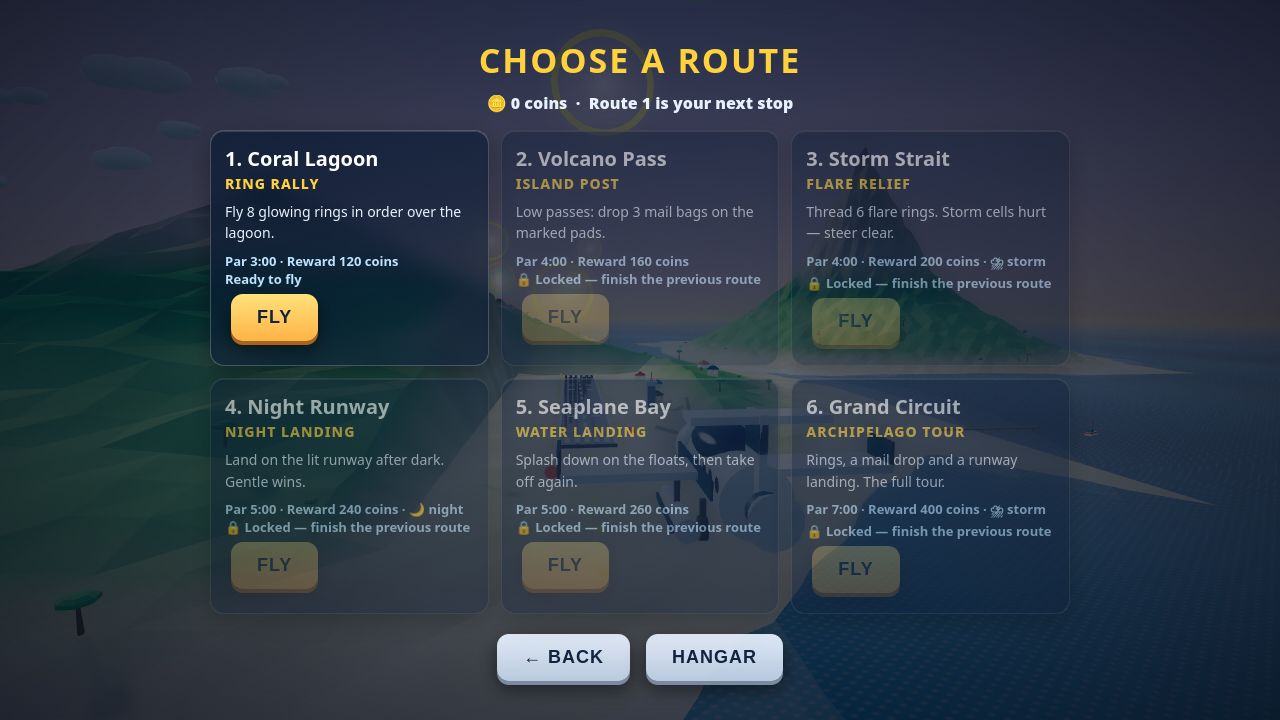 CHOOSE A ROUTE
🪙 0 coins · Route 1 is your next stop
1. Coral Lagoon
RING RALLY
Fly 8 glowing rings in order over the
lagoon.
Par 3:00 · Reward 120 coins
Ready to fly
FLY
2. Volcano Pass
ISLAND POST
Low passes: drop 3 mail bags on the
marked pads.
Par 4:00 · Reward 160 coins
🔒 Locked — finish the previous route
FLY
3. Storm Strait
FLARE RELIEF
Thread 6 flare rings. Storm cells hurt
— steer clear.
Par 4:00 · Reward 200 coins · ⛈ storm
🔒 Locked — finish the previous route
FLY
4. Night Runway
NIGHT LANDING
Land on the lit runway after dark.
Gentle wins.
Par 5:00 · Reward 240 coins · 🌙 night
🔒 Locked — finish the previous route
FLY
5. Seaplane Bay
WATER LANDING
Splash down on the floats, then take
off again.
Par 5:00 · Reward 260 coins
🔒 Locked — finish the previous route
FLY
6. Grand Circuit
ARCHIPELAGO TOUR
Rings, a mail drop and a runway
landing. The full tour.
Par 7:00 · Reward 400 coins · ⛈ storm
🔒 Locked — finish the previous route
FLY
← BACK
HANGAR